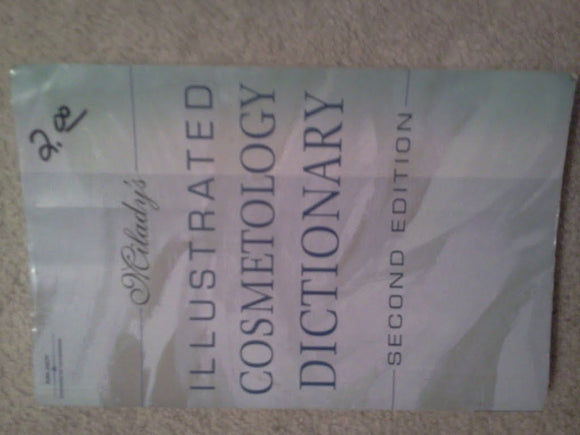 2.00
Milady's
ILLUSTRATED
COSMETOLOGY
DICTIONARY
SECOND EDITION